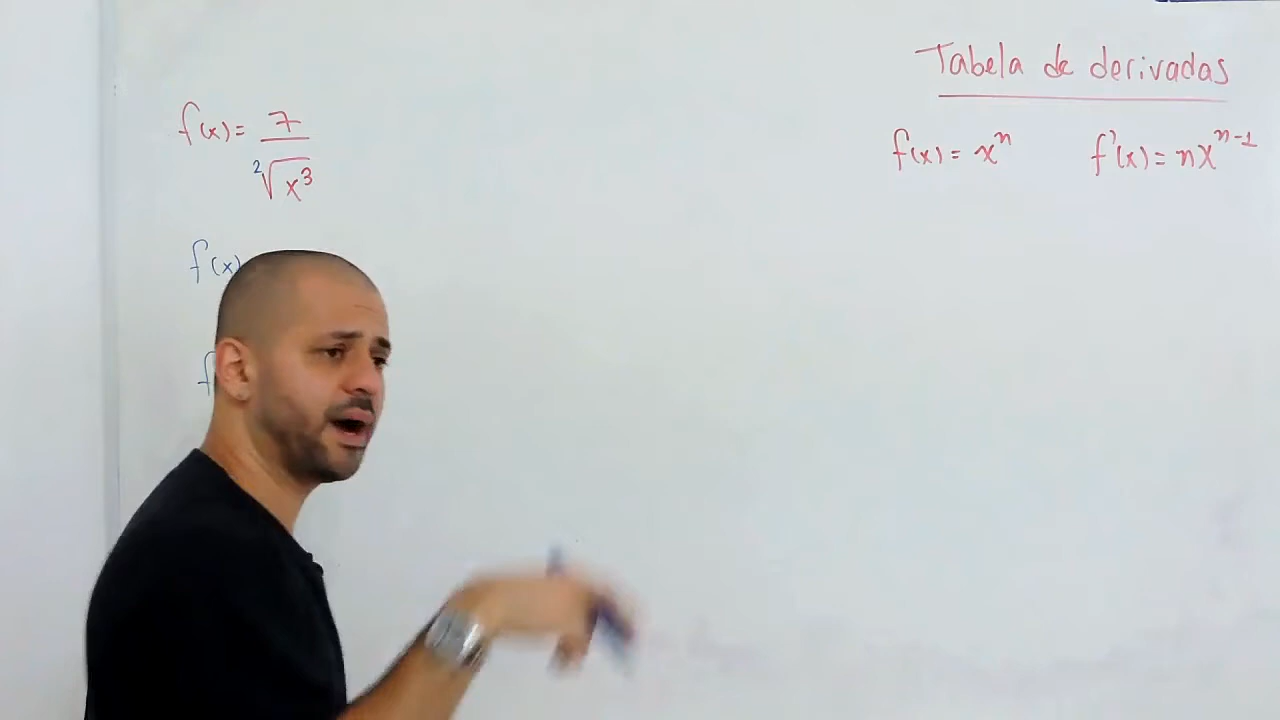 Tabela de derivadas
f(x) = 7 / ²√x³
f(x) = xⁿ f'(x) = nxⁿ⁻¹
f(x)
f